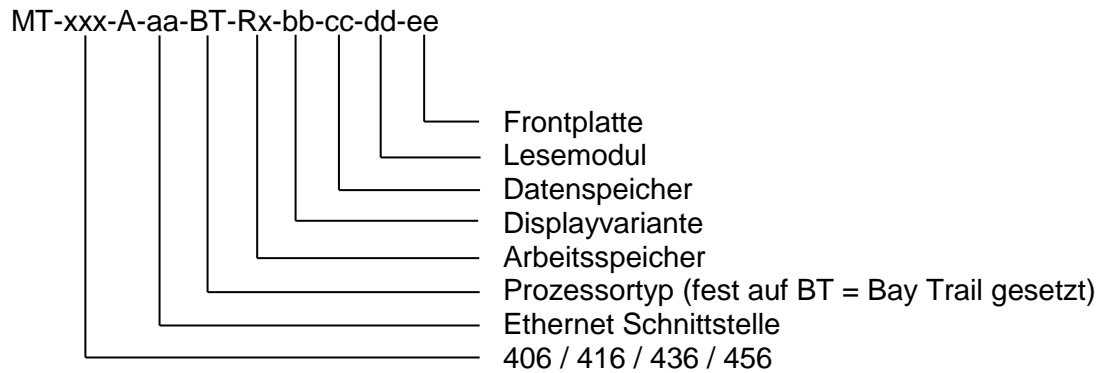 MT-xxx-A-aa-BT-Rx-bb-cc-dd-ee
Frontplatte
Lesemodul
Datenspeicher
Displayvariante
Arbeitsspeicher
Prozessortyp (fest auf BT = Bay Trail gesetzt)
Ethernet Schnittstelle
406 / 416 / 436 / 456